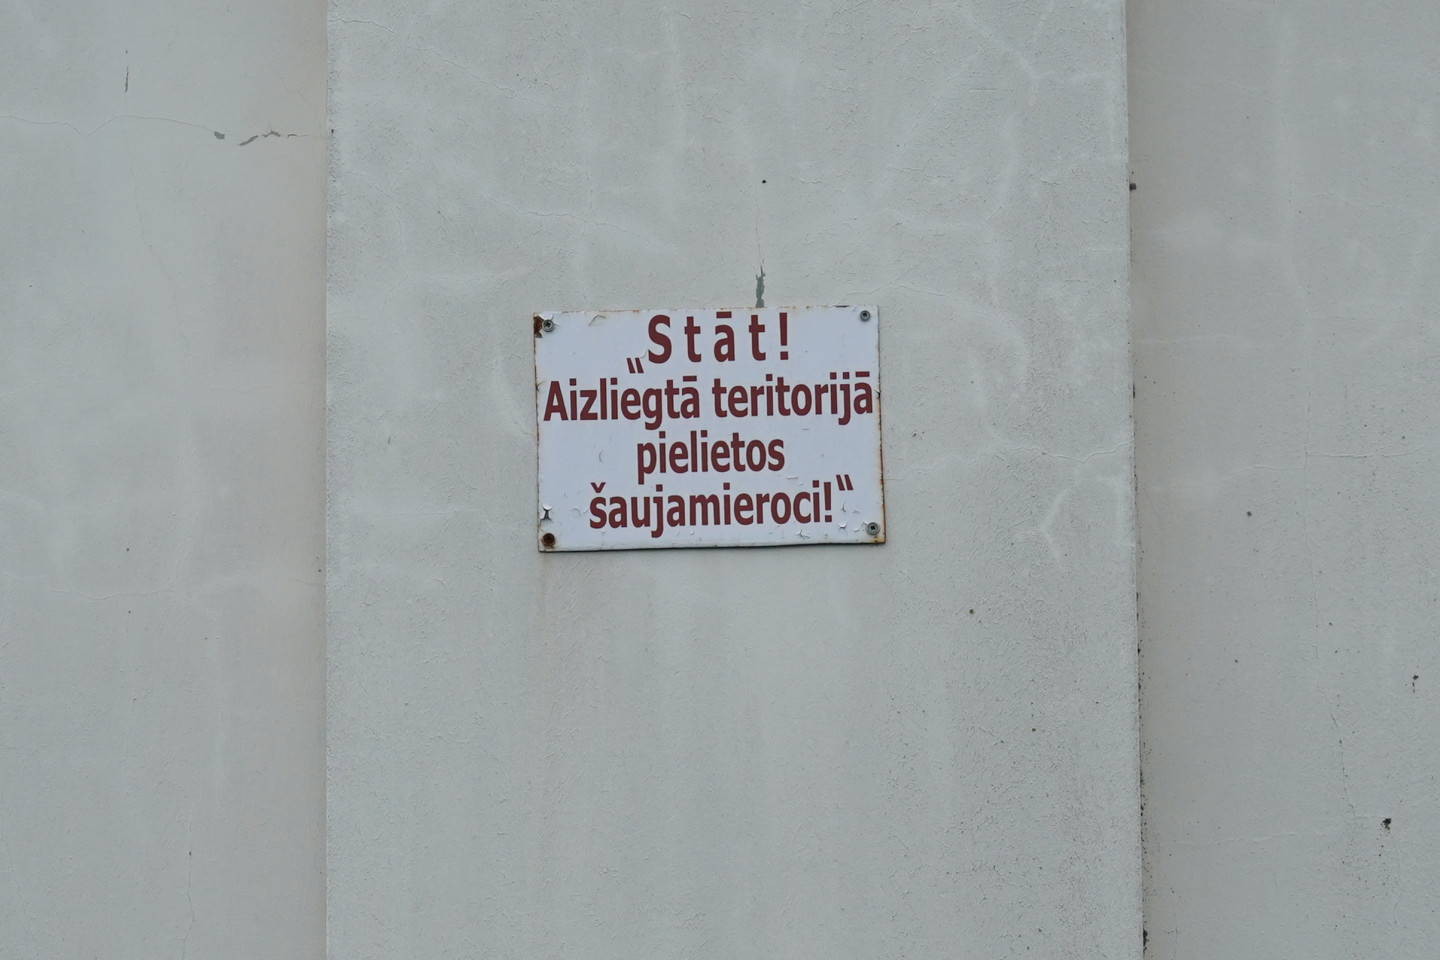 „Stāt!
Aizliegtā teritorijā
pielietos
šaujamieroci!“